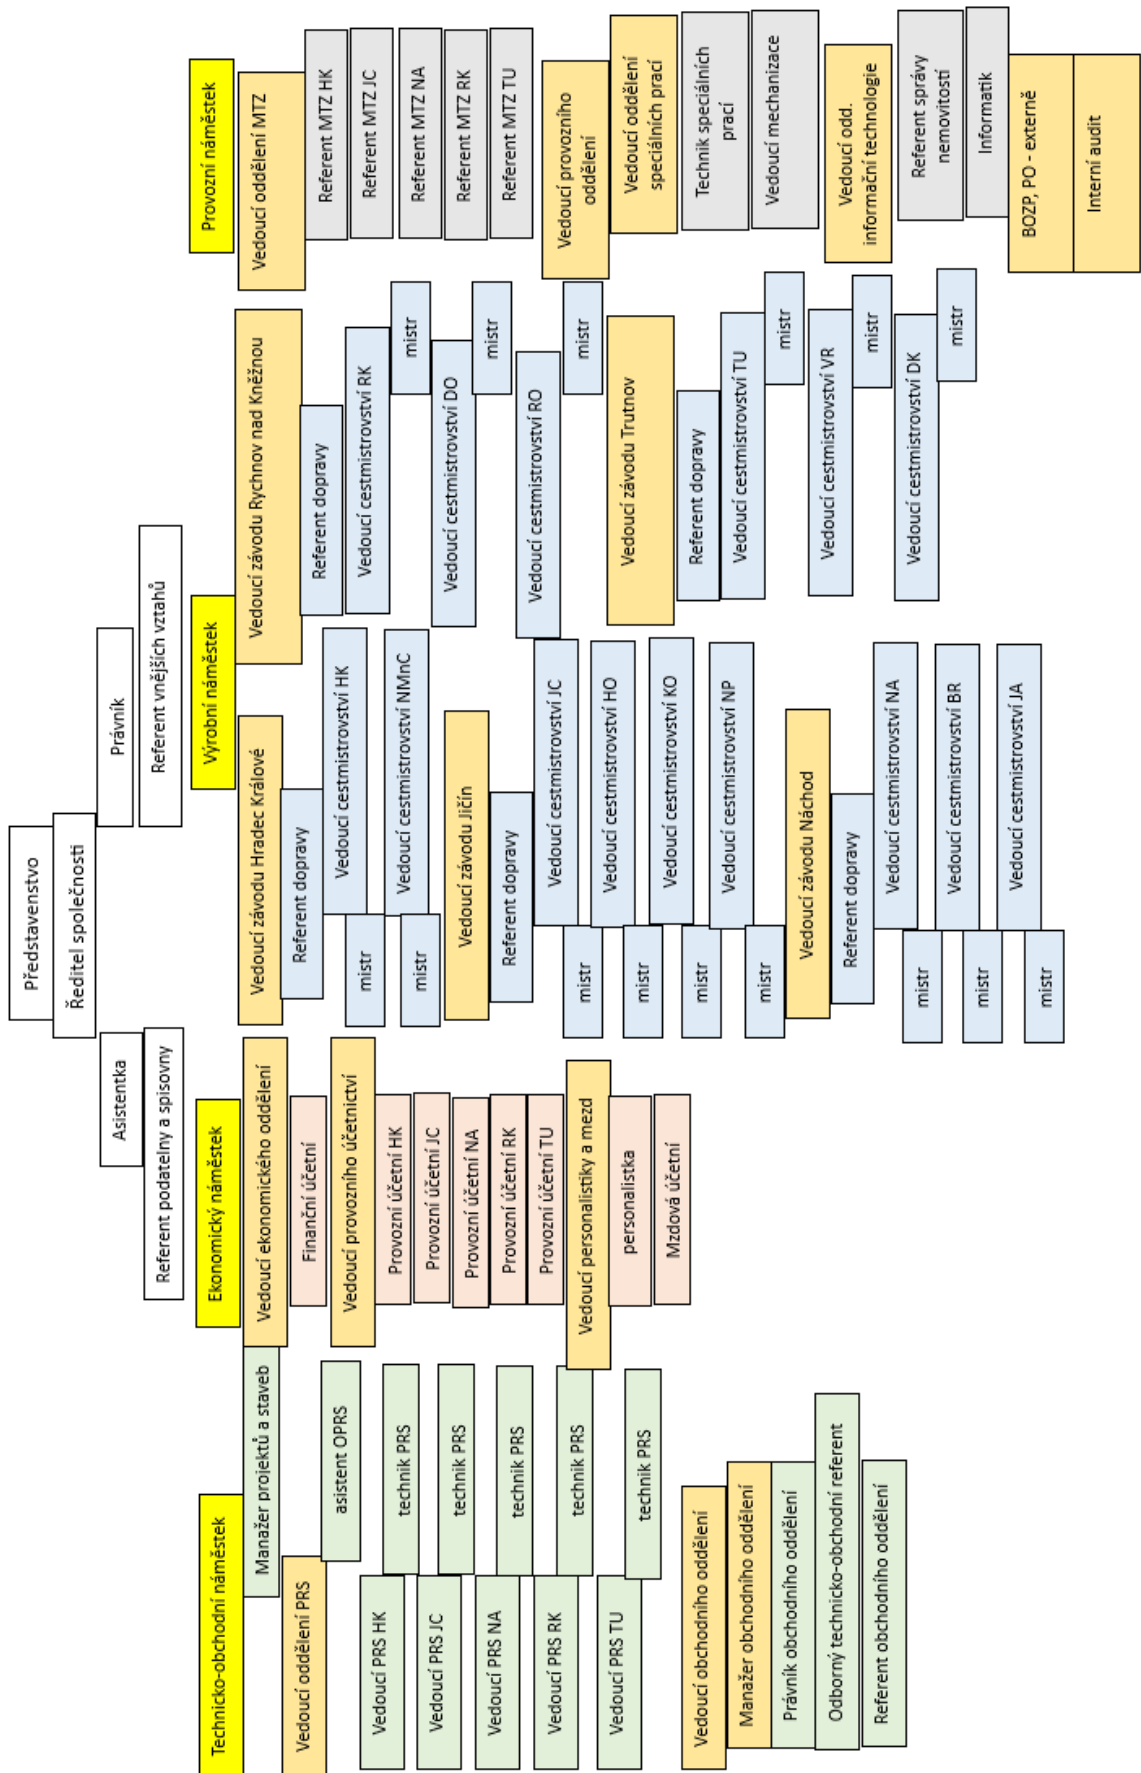 Představenstvo
Ředitel společnosti
Asistentka
Právník
Referent podatelny a spisovny
Referent vnějších vztahů
Technicko-obchodní náměstek
Manažer projektů a staveb
Vedoucí oddělení PRS
asistent OPRS
Vedoucí PRS HK
technik PRS
Vedoucí PRS JC
technik PRS
Vedoucí PRS NA
technik PRS
Vedoucí PRS RK
technik PRS
Vedoucí PRS TU
technik PRS
Vedoucí obchodního oddělení
Manažer obchodního oddělení
Právník obchodního oddělení
Odborný technicko-obchodní referent
Referent obchodního oddělení
Ekonomický náměstek
Vedoucí ekonomického oddělení
Finanční účetní
Vedoucí provozního účetnictví
Provozní účetní HK
Provozní účetní JC
Provozní účetní NA
Provozní účetní RK
Provozní účetní TU
Vedoucí personalistiky a mezd
personalistka
Mzdová účetní
Výrobní náměstek
Vedoucí závodu Hradec Králové
Referent dopravy
Vedoucí cestmistrovství HK
mistr
Vedoucí cestmistrovství NMnC
mistr
Vedoucí závodu Jičín
Referent dopravy
Vedoucí cestmistrovství JC
mistr
Vedoucí cestmistrovství HO
mistr
Vedoucí cestmistrovství KO
mistr
Vedoucí cestmistrovství NP
mistr
Vedoucí závodu Náchod
Referent dopravy
Vedoucí cestmistrovství NA
mistr
Vedoucí cestmistrovství BR
mistr
Vedoucí cestmistrovství JA
mistr
Vedoucí závodu Rychnov nad Kněžnou
Referent dopravy
Vedoucí cestmistrovství RK
mistr
Vedoucí cestmistrovství DO
mistr
Vedoucí cestmistrovství RO
mistr
Vedoucí závodu Trutnov
Referent dopravy
Vedoucí cestmistrovství TU
mistr
Vedoucí cestmistrovství VR
mistr
Vedoucí cestmistrovství DK
mistr
Provozní náměstek
Vedoucí oddělení MTZ
Referent MTZ HK
Referent MTZ JC
Referent MTZ NA
Referent MTZ RK
Referent MTZ TU
Vedoucí provozního
oddělení
Vedoucí oddělení
speciálních prací
Technik speciálních
prací
Vedoucí mechanizace
Vedoucí odd.
informační technologie
Referent správy
nemovitostí
Informatik
BOZP, PO - externě
Interní audit